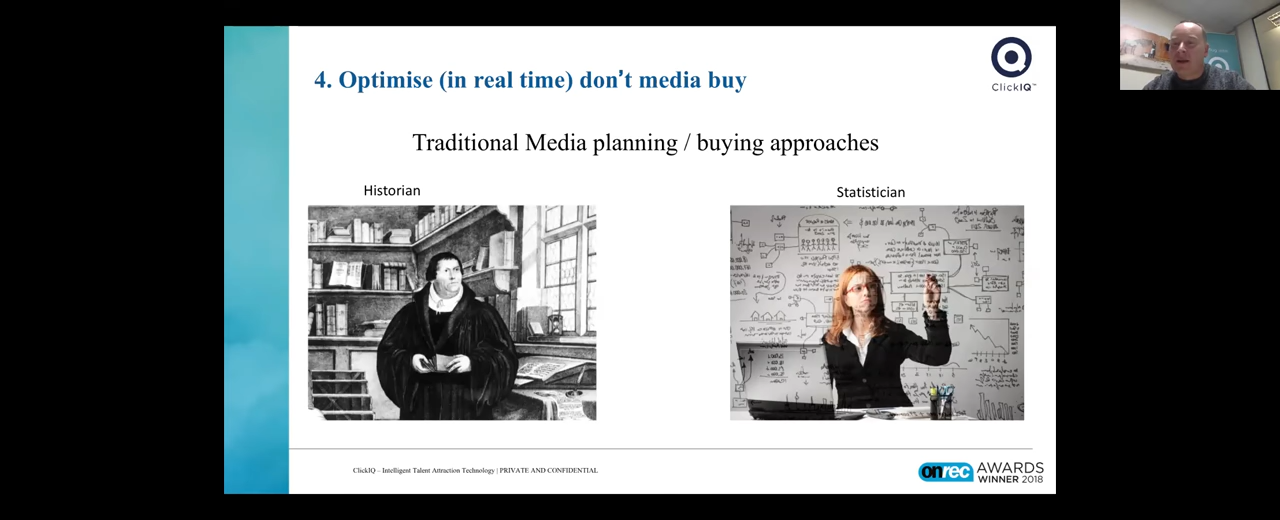 4. Optimise (in real time) don't media buy
ClickIQ™
Traditional Media planning / buying approaches
Historian
Statistician
ClickIQ – Intelligent Talent Attraction Technology | PRIVATE AND CONFIDENTIAL
onrec AWARDS
WINNER 2018